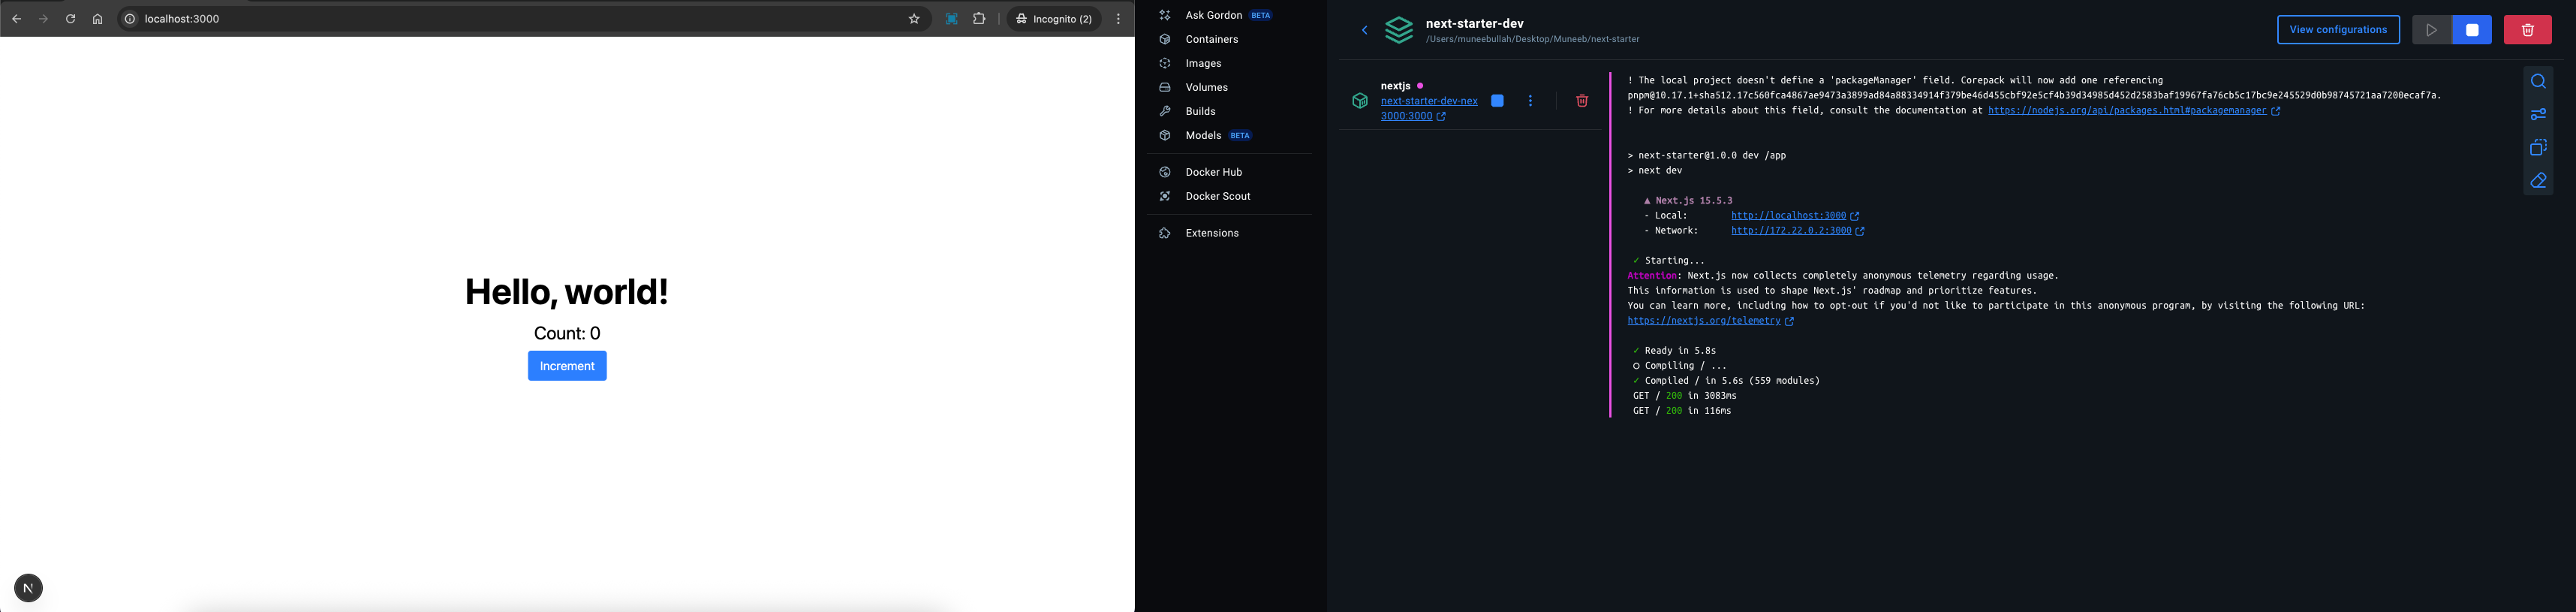 localhost:3000
Incognito (2)
Hello, world!
Count: 0
Increment
N
Ask Gordon BETA
Containers
Images
Volumes
Builds
Models BETA
Docker Hub
Docker Scout
Extensions
next-starter-dev
/Users/muneebullah/Desktop/Muneeb/next-starter
View configurations
nextjs
next-starter-dev-nex
3000:3000
! The local project doesn't define a 'packageManager' field. Corepack will now add one referencing
pnpm@10.17.1+sha512.17c560fca4867ae9473a3899ad84a88334914f379be46d455cbf92e5cf4b39d34985d452d2583baf19967fa76cb5c17bc9e245529d0b98745721aa7200ecaf7a.
! For more details about this field, consult the documentation at https://nodejs.org/api/packages.html#packagemanager
> next-starter@1.0.0 dev /app
> next dev
▲ Next.js 15.5.3
- Local: http://localhost:3000
- Network: http://172.22.0.2:3000
✓ Starting...
Attention: Next.js now collects completely anonymous telemetry regarding usage.
This information is used to shape Next.js' roadmap and prioritize features.
You can learn more, including how to opt-out if you'd not like to participate in this anonymous program, by visiting the following URL:
https://nextjs.org/telemetry
✓ Ready in 5.8s
○ Compiling / ...
✓ Compiled / in 5.6s (559 modules)
GET / 200 in 3083ms
GET / 200 in 116ms